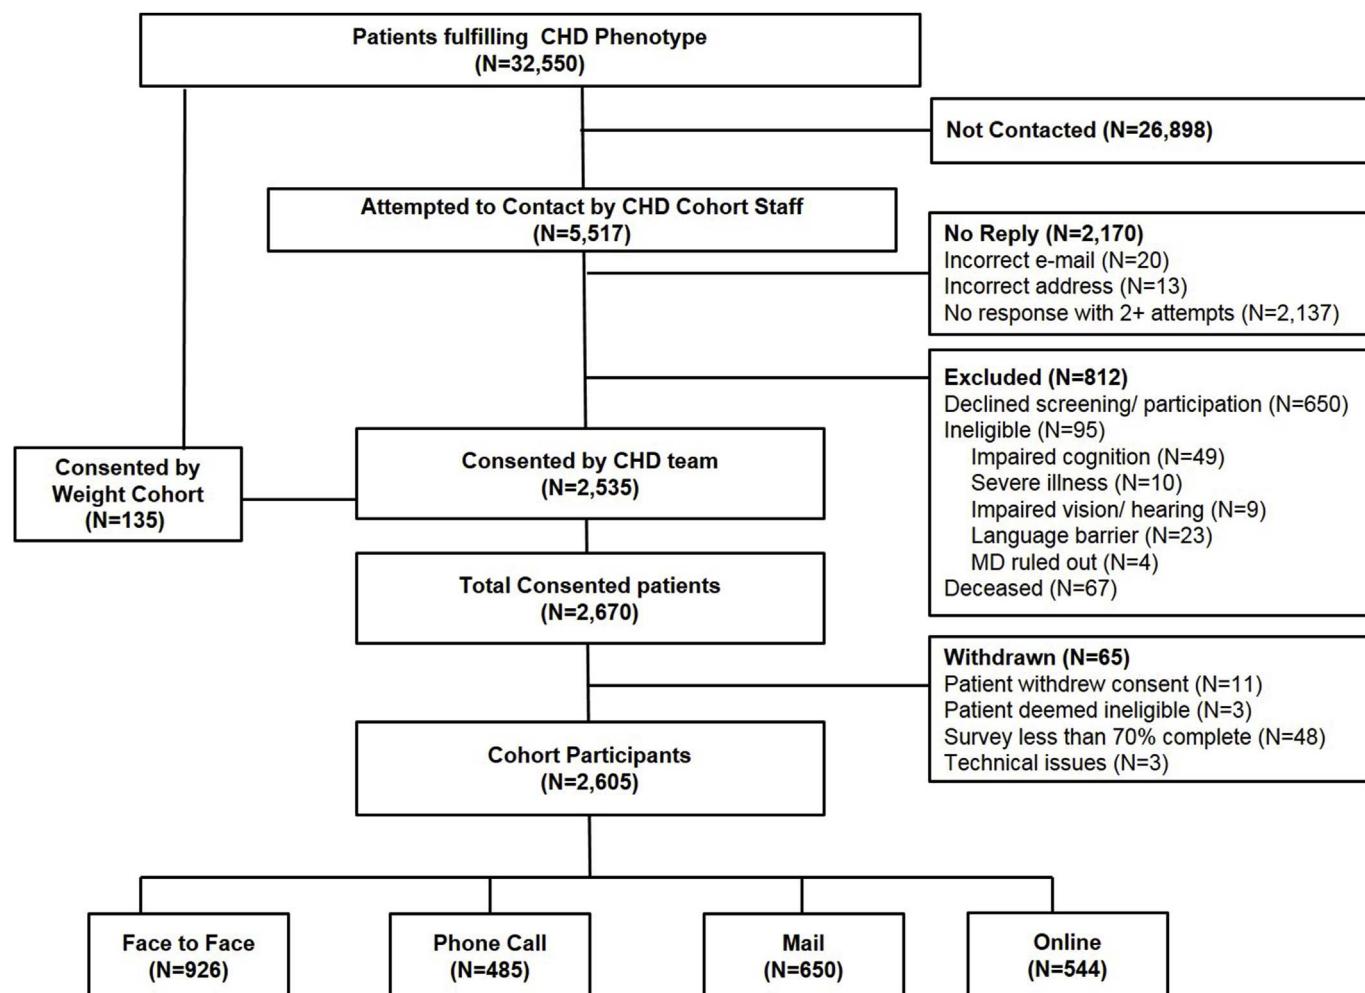 Patients fulfilling CHD Phenotype
(N=32,550)
Not Contacted (N=26,898)
Attempted to Contact by CHD Cohort Staff
(N=5,517)
No Reply (N=2,170)
Incorrect e-mail (N=20)
Incorrect address (N=13)
No response with 2+ attempts (N=2,137)
Excluded (N=812)
Declined screening/ participation (N=650)
Ineligible (N=95)
Impaired cognition (N=49)
Severe illness (N=10)
Impaired vision/ hearing (N=9)
Language barrier (N=23)
MD ruled out (N=4)
Deceased (N=67)
Consented by
Weight Cohort
(N=135)
Consented by CHD team
(N=2,535)
Total Consented patients
(N=2,670)
Withdrawn (N=65)
Patient withdrew consent (N=11)
Patient deemed ineligible (N=3)
Survey less than 70% complete (N=48)
Technical issues (N=3)
Cohort Participants
(N=2,605)
Face to Face
(N=926)
Phone Call
(N=485)
Mail
(N=650)
Online
(N=544)